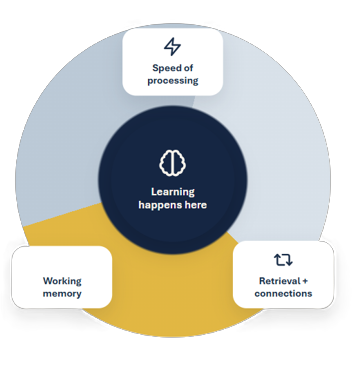 Speed of
processing
Learning
happens here
Working
memory
Retrieval +
connections